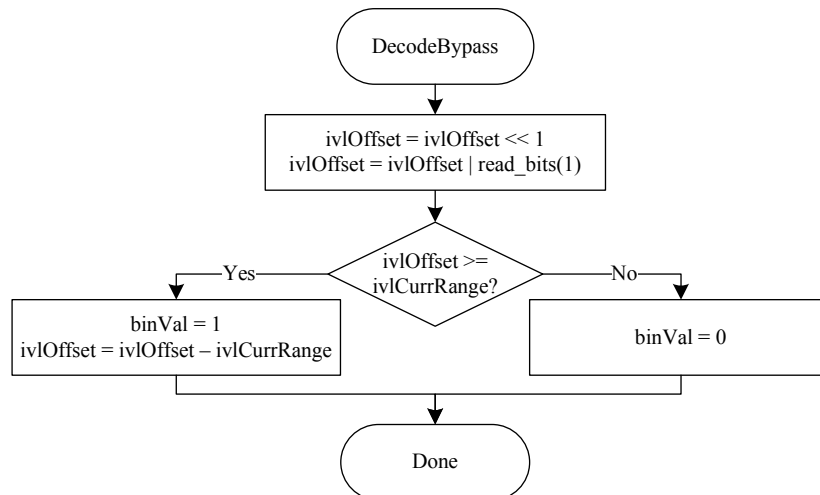 DecodeBypass
ivlOffset = ivlOffset << 1
ivlOffset = ivlOffset | read_bits(1)
ivlOffset >=
ivlCurrRange?
Yes
No
binVal = 1
ivlOffset = ivlOffset – ivlCurrRange
binVal = 0
Done